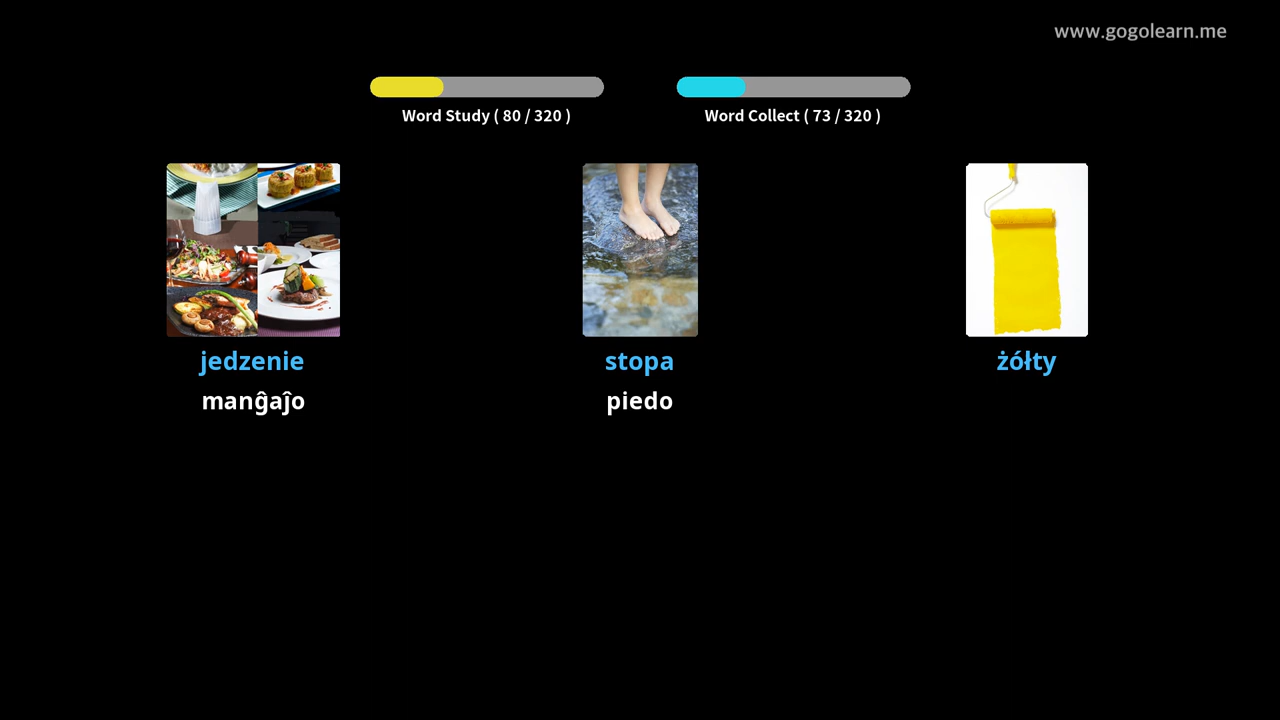 www.gogolearn.me
Word Study ( 80 / 320 )
Word Collect ( 73 / 320 )
jedzenie
manĝaĵo
stopa
piedo
żółty